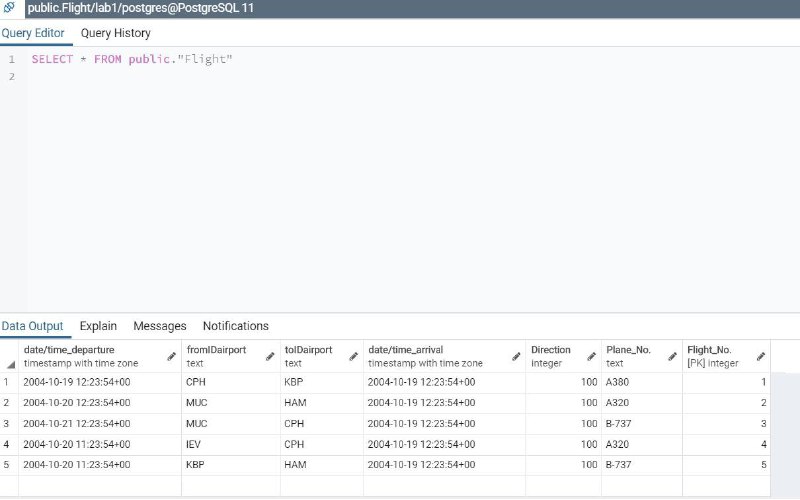 public.Flight/lab1/postgres@PostgreSQL 11
Query Editor Query History
1 SELECT * FROM public."Flight"
2
Data Output Explain Messages Notifications
date/time_departure fromIDairport toIDairport date/time_arrival Direction Plane_No. Flight_No.
timestamp with time zone text text timestamp with time zone integer text [PK] integer
1 2004-10-19 12:23:54+00 CPH KBP 2004-10-19 12:23:54+00 100 A380 1
2 2004-10-20 12:23:54+00 MUC HAM 2004-10-19 12:23:54+00 100 A320 2
3 2004-10-21 12:23:54+00 MUC CPH 2004-10-19 12:23:54+00 100 B-737 3
4 2004-10-20 11:23:54+00 IEV CPH 2004-10-19 12:23:54+00 100 A320 4
5 2004-10-20 11:23:54+00 KBP HAM 2004-10-19 12:23:54+00 100 B-737 5